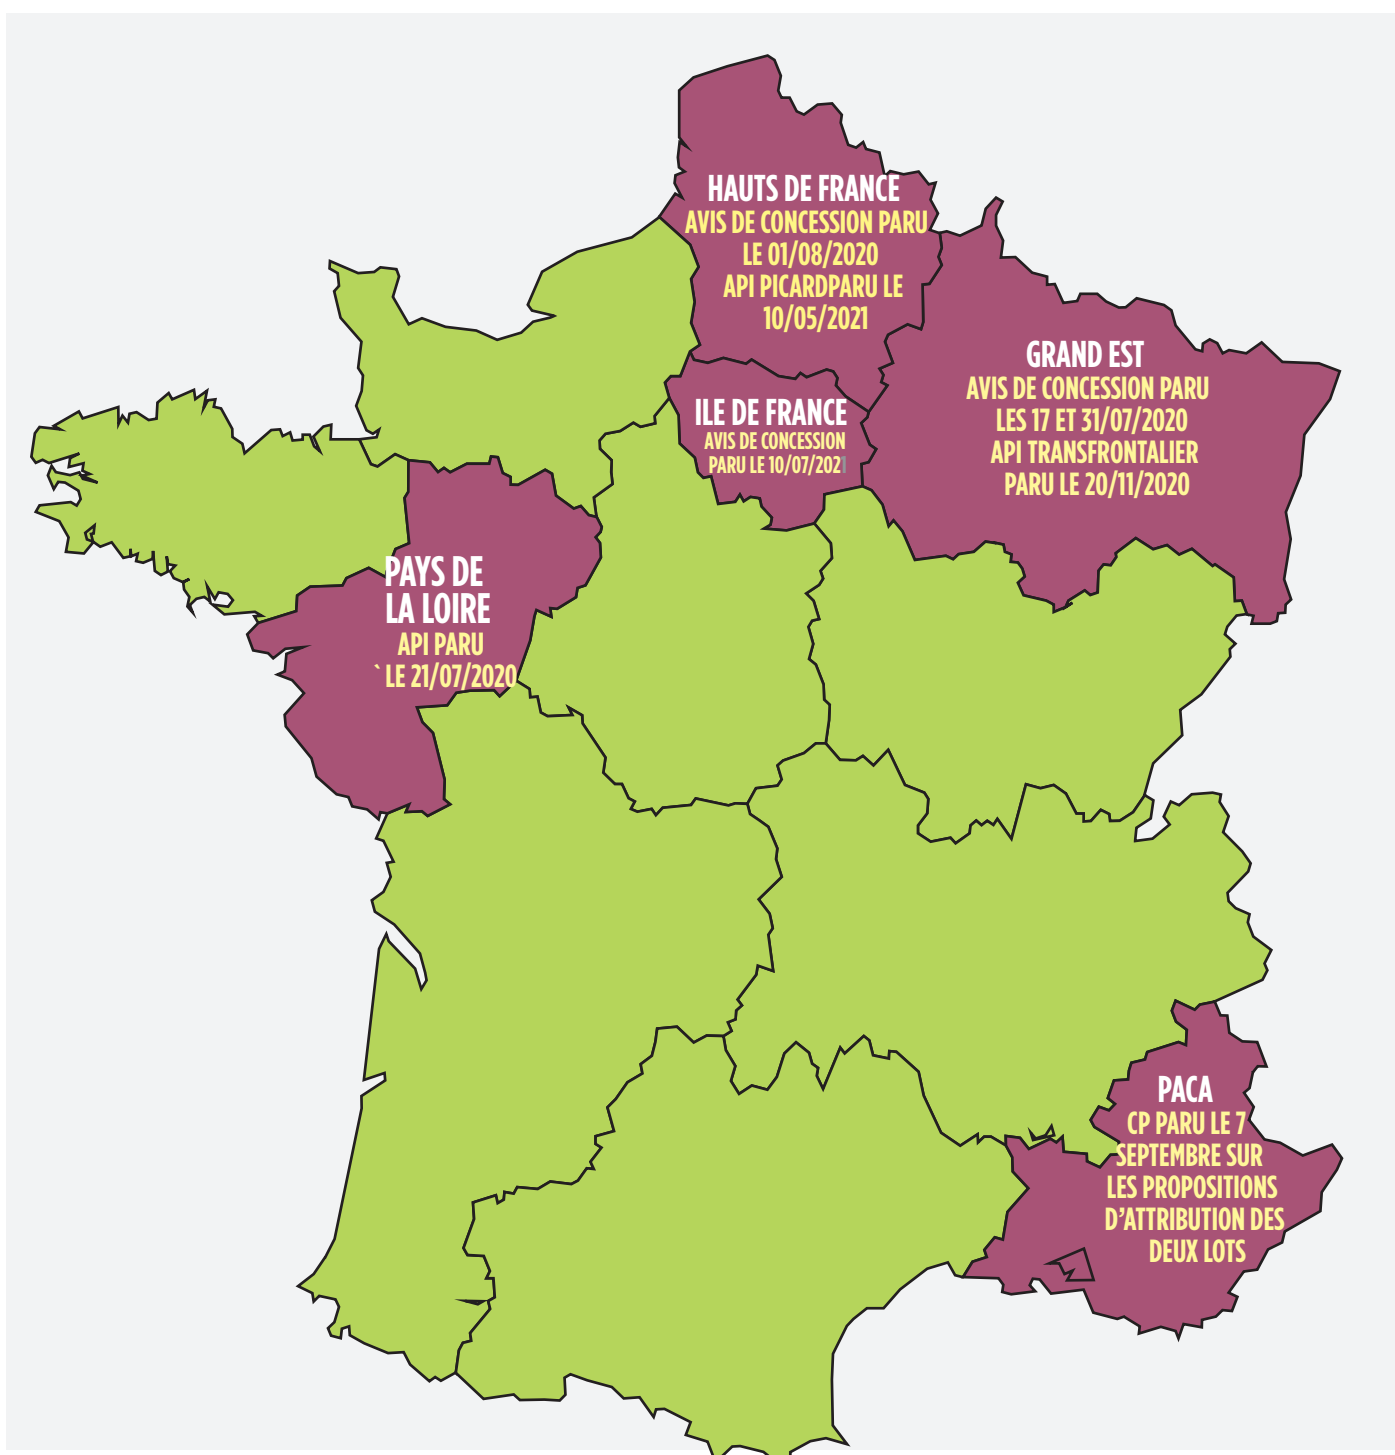 HAUTS DE FRANCE
AVIS DE CONCESSION PARU
LE 01/08/2020
API PICARDPARU LE
10/05/2021
GRAND EST
AVIS DE CONCESSION PARU
LES 17 ET 31/07/2020
API TRANSFRONTALIER
PARU LE 20/11/2020
ILE DE FRANCE
AVIS DE CONCESSION
PARU LE 10/07/2021
PAYS DE
LA LOIRE
API PARU
` LE 21/07/2020
PACA
CP PARU LE 7
SEPTEMBRE SUR
LES PROPOSITIONS
D’ATTRIBUTION DES
DEUX LOTS